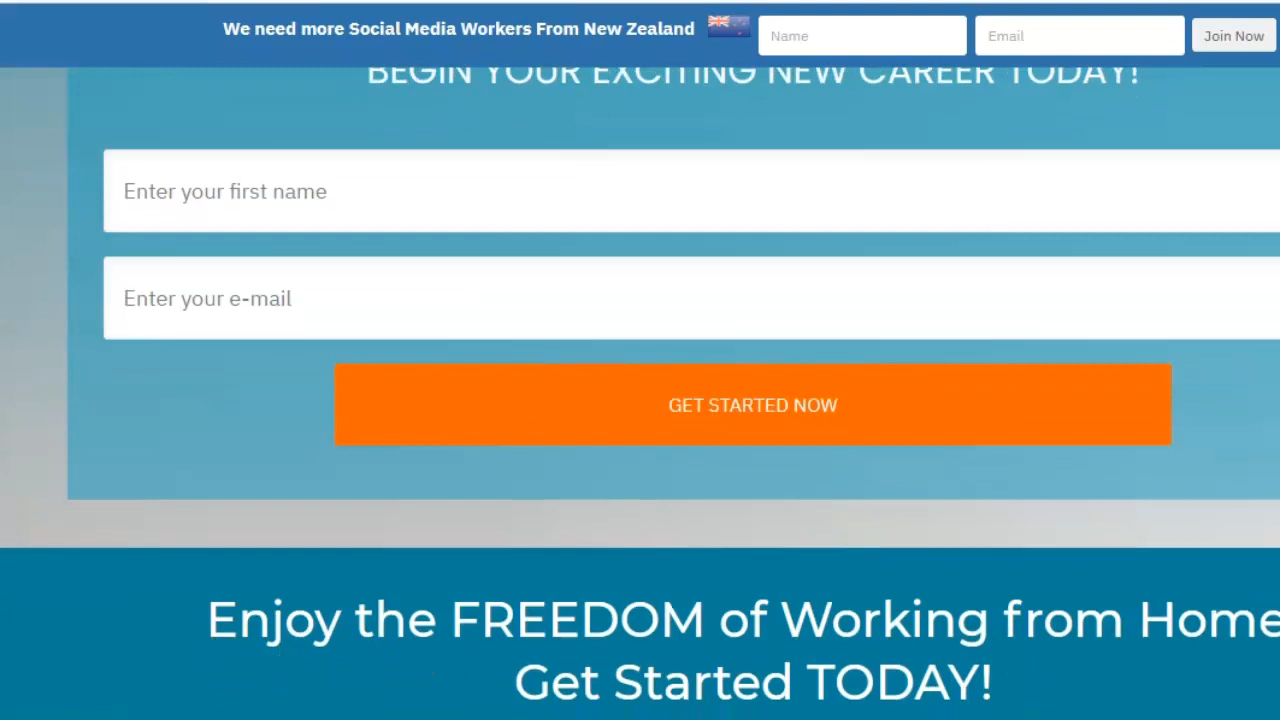 We need more Social Media Workers From New Zealand
Name
Email
Join Now
BEGIN YOUR EXCITING NEW CAREER TODAY!
Enter your first name
Enter your e-mail
GET STARTED NOW
Enjoy the FREEDOM of Working from Home
Get Started TODAY!